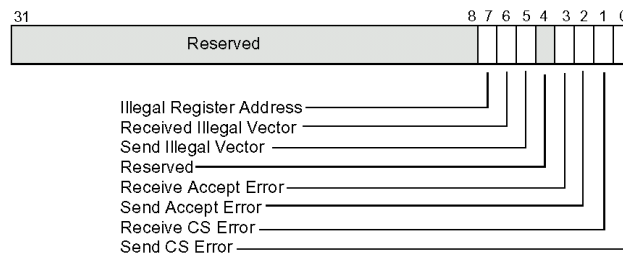 31 8 7 6 5 4 3 2 1 0
Reserved
Illegal Register Address
Received Illegal Vector
Send Illegal Vector
Reserved
Receive Accept Error
Send Accept Error
Receive CS Error
Send CS Error